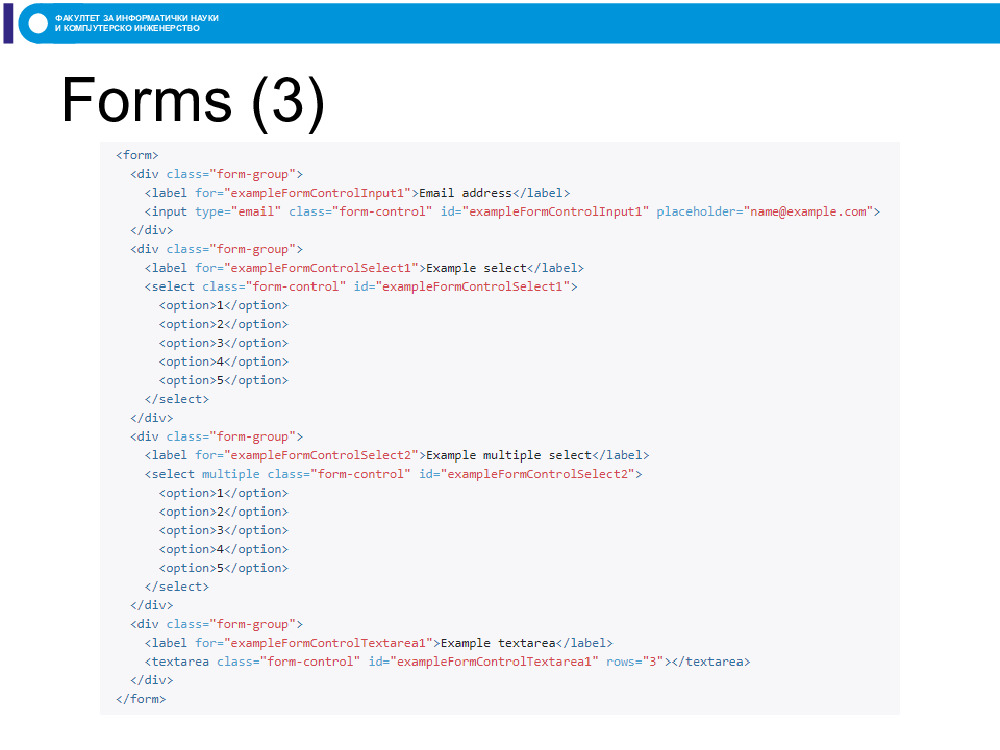 ФАКУЛТЕТ ЗА ИНФОРМАТИЧКИ НАУКИ
И КОМПЈУТЕРСКО ИНЖЕНЕРСТВО
Forms (3)
<form>
  <div class="form-group">
    <label for="exampleFormControlInput1">Email address</label>
    <input type="email" class="form-control" id="exampleFormControlInput1" placeholder="name@example.com">
  </div>
  <div class="form-group">
    <label for="exampleFormControlSelect1">Example select</label>
    <select class="form-control" id="exampleFormControlSelect1">
      <option>1</option>
      <option>2</option>
      <option>3</option>
      <option>4</option>
      <option>5</option>
    </select>
  </div>
  <div class="form-group">
    <label for="exampleFormControlSelect2">Example multiple select</label>
    <select multiple class="form-control" id="exampleFormControlSelect2">
      <option>1</option>
      <option>2</option>
      <option>3</option>
      <option>4</option>
      <option>5</option>
    </select>
  </div>
  <div class="form-group">
    <label for="exampleFormControlTextarea1">Example textarea</label>
    <textarea class="form-control" id="exampleFormControlTextarea1" rows="3"></textarea>
  </div>
</form>